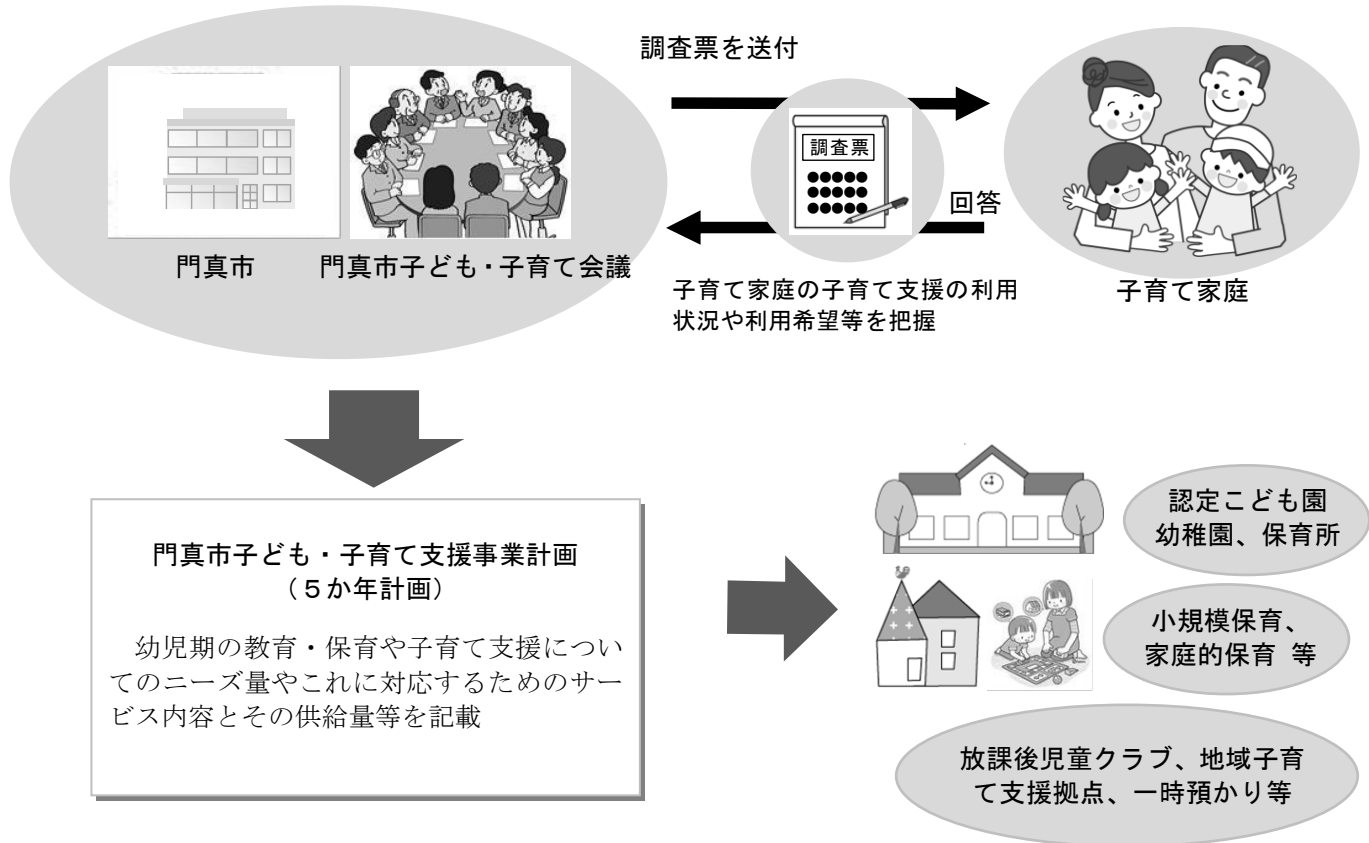 調査票を送付
調査票
回答
門真市
門真市子ども・子育て会議
子育て家庭の子育て支援の利用
状況や利用希望等を把握
子育て家庭
門真市子ども・子育て支援事業計画
（５か年計画）
幼児期の教育・保育や子育て支援につい
てのニーズ量やこれに対応するためのサー
ビス内容とその供給量等を記載
認定こども園
幼稚園、保育所
小規模保育、
家庭的保育 等
放課後児童クラブ、地域子育
て支援拠点、一時預かり等